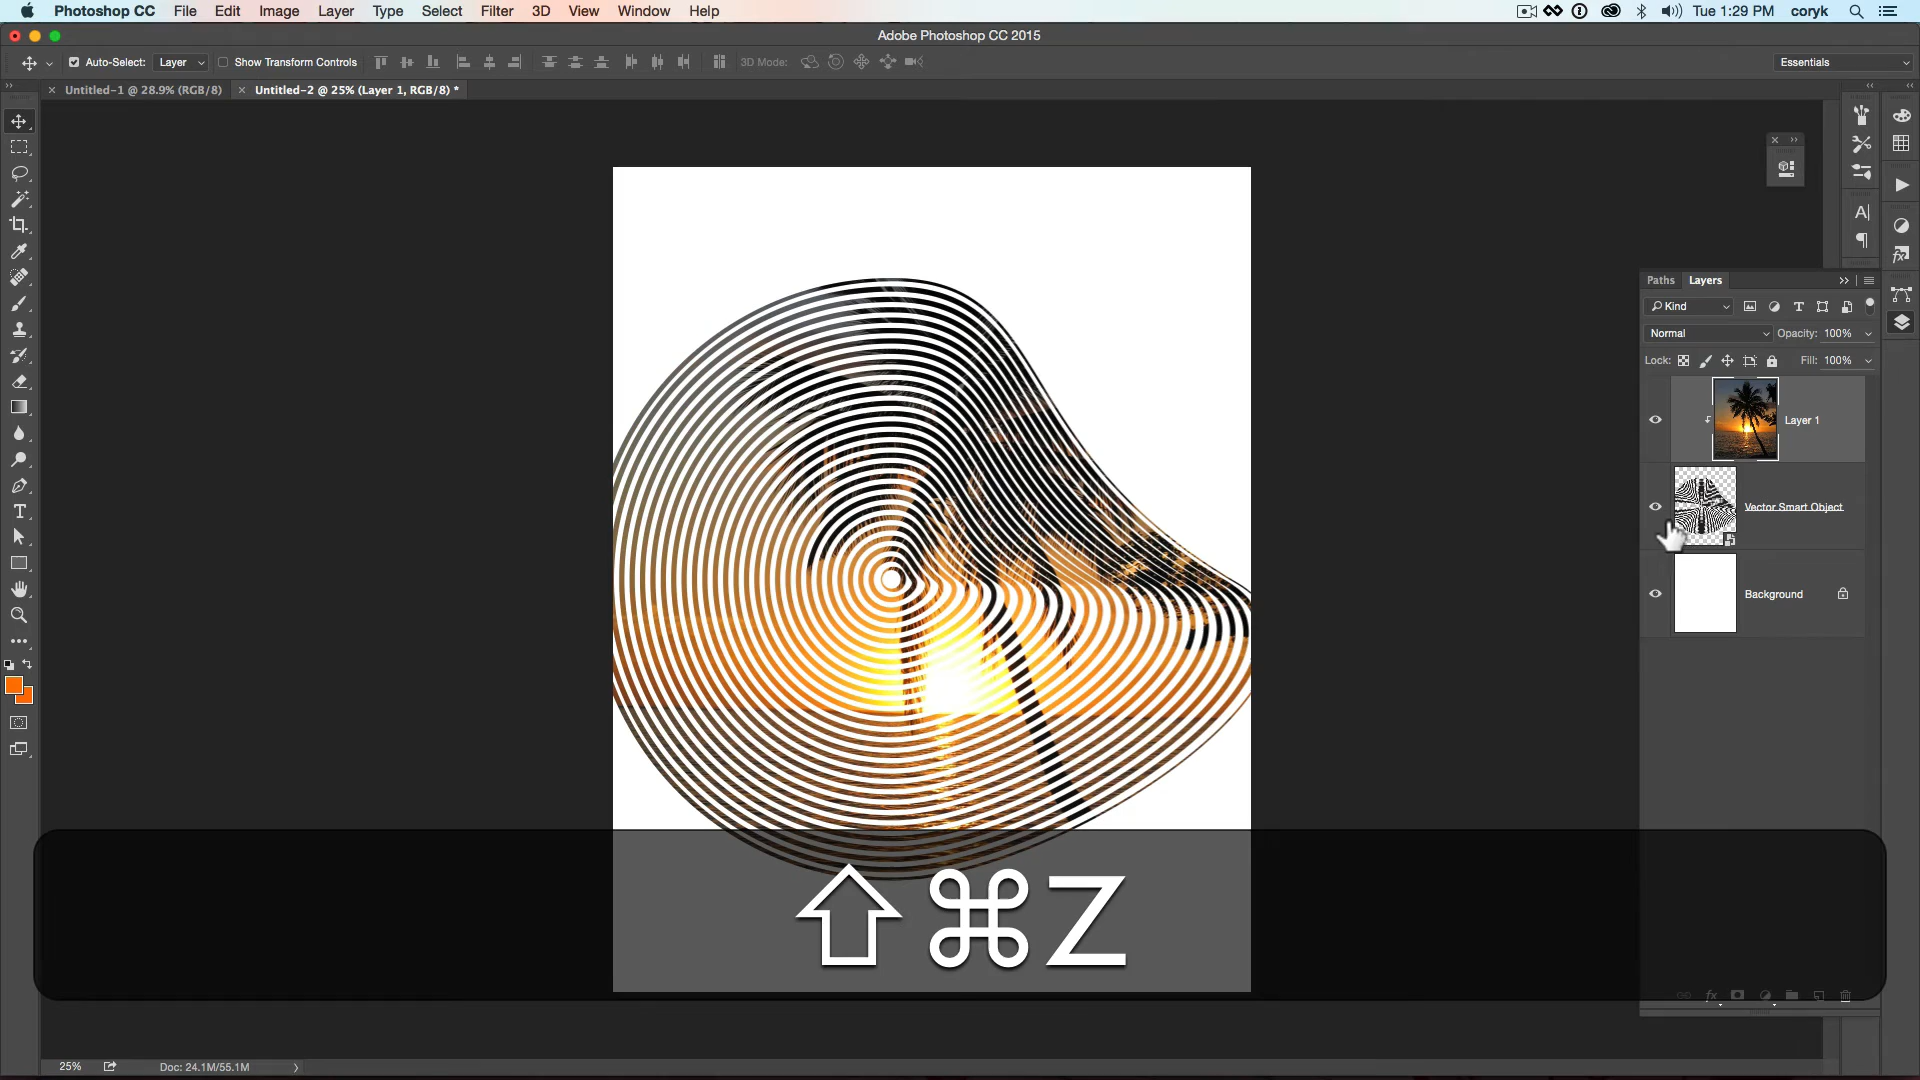 Photoshop CC File Edit Image Layer Type Select Filter 3D View Window Help Tue 1:29 PM coryk
Adobe Photoshop CC 2015
Auto-Select: Layer Show Transform Controls 3D Mode: Essentials
Untitled-1 @ 28.9% (RGB/8) Untitled-2 @ 25% (Layer 1, RGB/8) *
Paths Layers
Kind
Normal Opacity: 100%
Lock: Fill: 100%
Layer 1
Vector Smart Object
Background
⇧⌘Z
25% Doc: 24.1M/55.1M